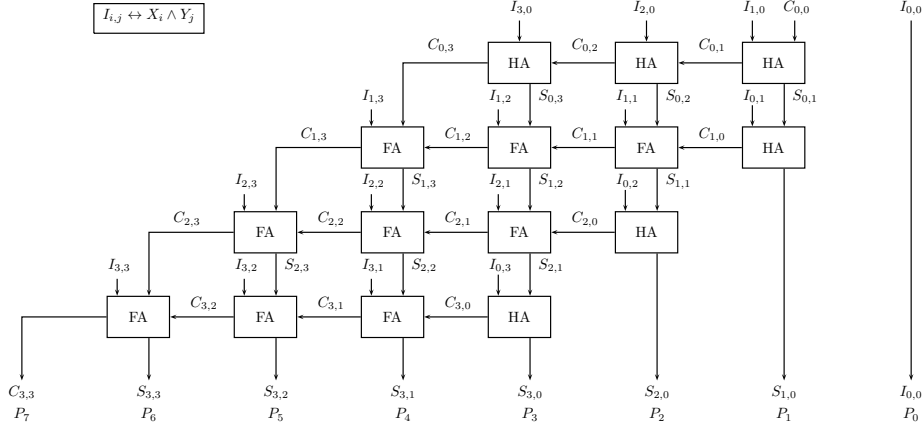 I_{i,j} ↔ X_i ∧ Y_j
I_{3,0} I_{2,0} I_{1,0} C_{0,0} I_{0,0}
C_{0,3} C_{0,2} C_{0,1}
HA HA HA
I_{1,3} I_{1,2} S_{0,3} I_{1,1} S_{0,2} I_{0,1} S_{0,1}
C_{1,3} C_{1,2} C_{1,1} C_{1,0}
FA FA FA HA
I_{2,3} I_{2,2} S_{1,3} I_{2,1} S_{1,2} I_{0,2} S_{1,1}
C_{2,3} C_{2,2} C_{2,1} C_{2,0}
FA FA FA HA
I_{3,3} I_{3,2} S_{2,3} I_{3,1} S_{2,2} I_{0,3} S_{2,1}
C_{3,2} C_{3,1} C_{3,0}
FA FA FA HA
C_{3,3} S_{3,3} S_{3,2} S_{3,1} S_{3,0} S_{2,0} S_{1,0} I_{0,0}
P_7 P_6 P_5 P_4 P_3 P_2 P_1 P_0